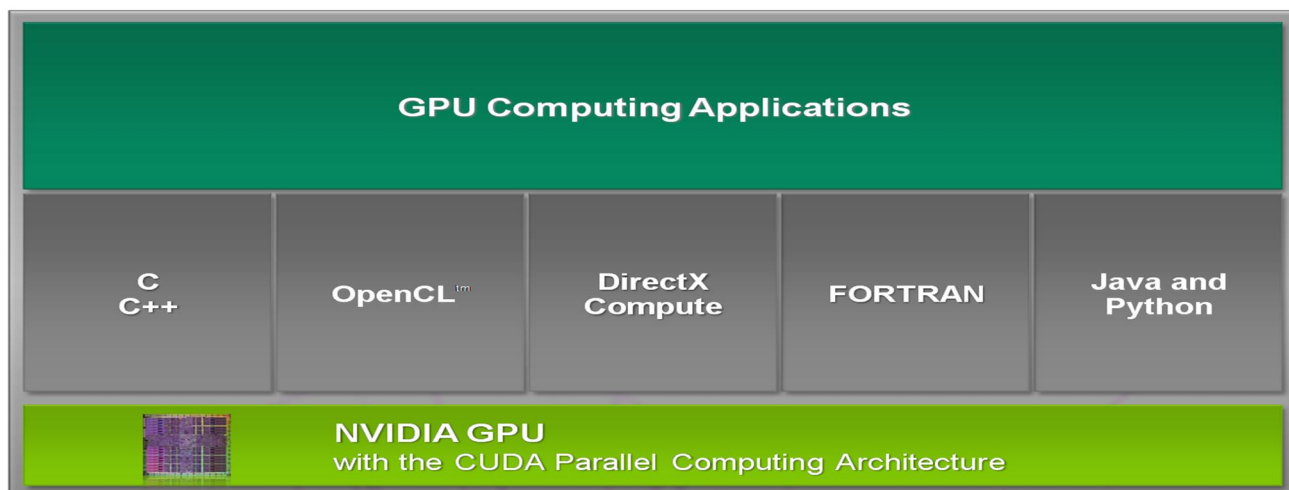 GPU Computing Applications
C
C++
OpenCL™
DirectX
Compute
FORTRAN
Java and
Python
NVIDIA GPU
with the CUDA Parallel Computing Architecture